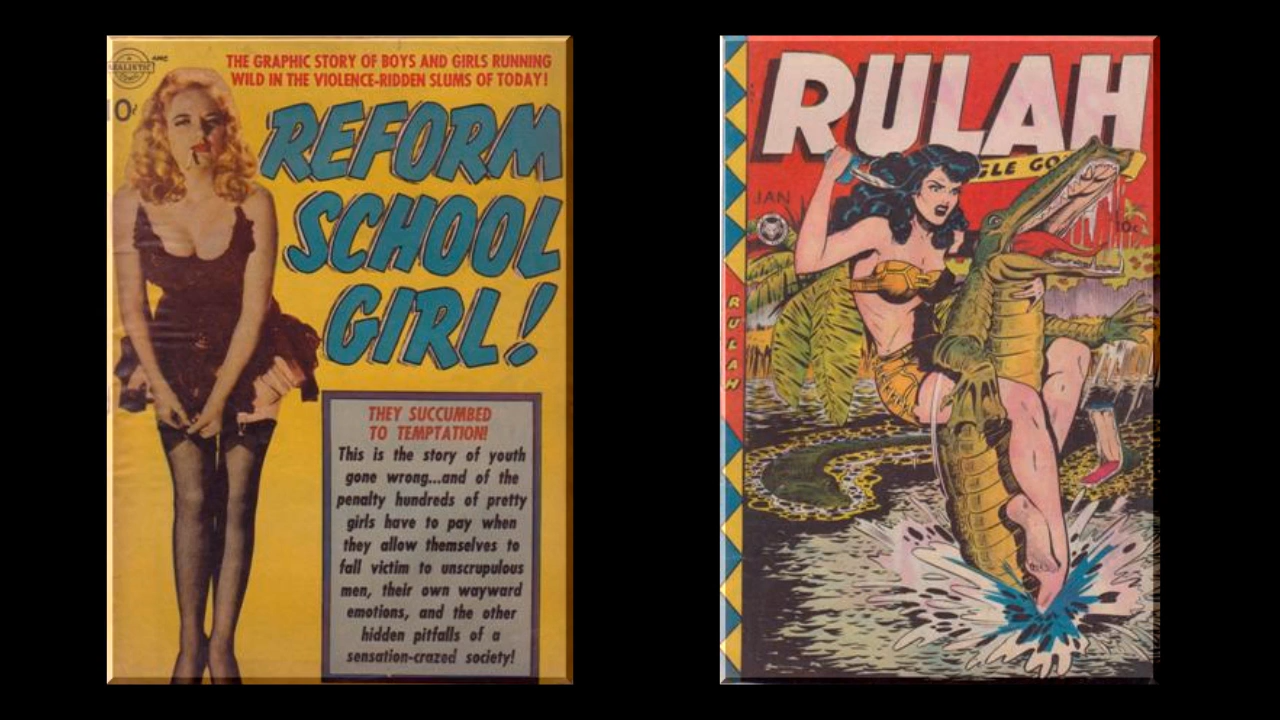 THE GRAPHIC STORY OF BOYS AND GIRLS RUNNING
WILD IN THE VIOLENCE-RIDDEN SLUMS OF TODAY!
10¢
REFORM
SCHOOL
GIRL!
THEY SUCCUMBED
TO TEMPTATION!
This is the story of youth
gone wrong...and of the
penalty hundreds of pretty
girls have to pay when
they allow themselves to
fall victim to unscrupulous
men, their own wayward
emotions, and the other
hidden pitfalls of a
sensation-crazed society!
RULAH
GLE GO
JAN
10¢
RULAH